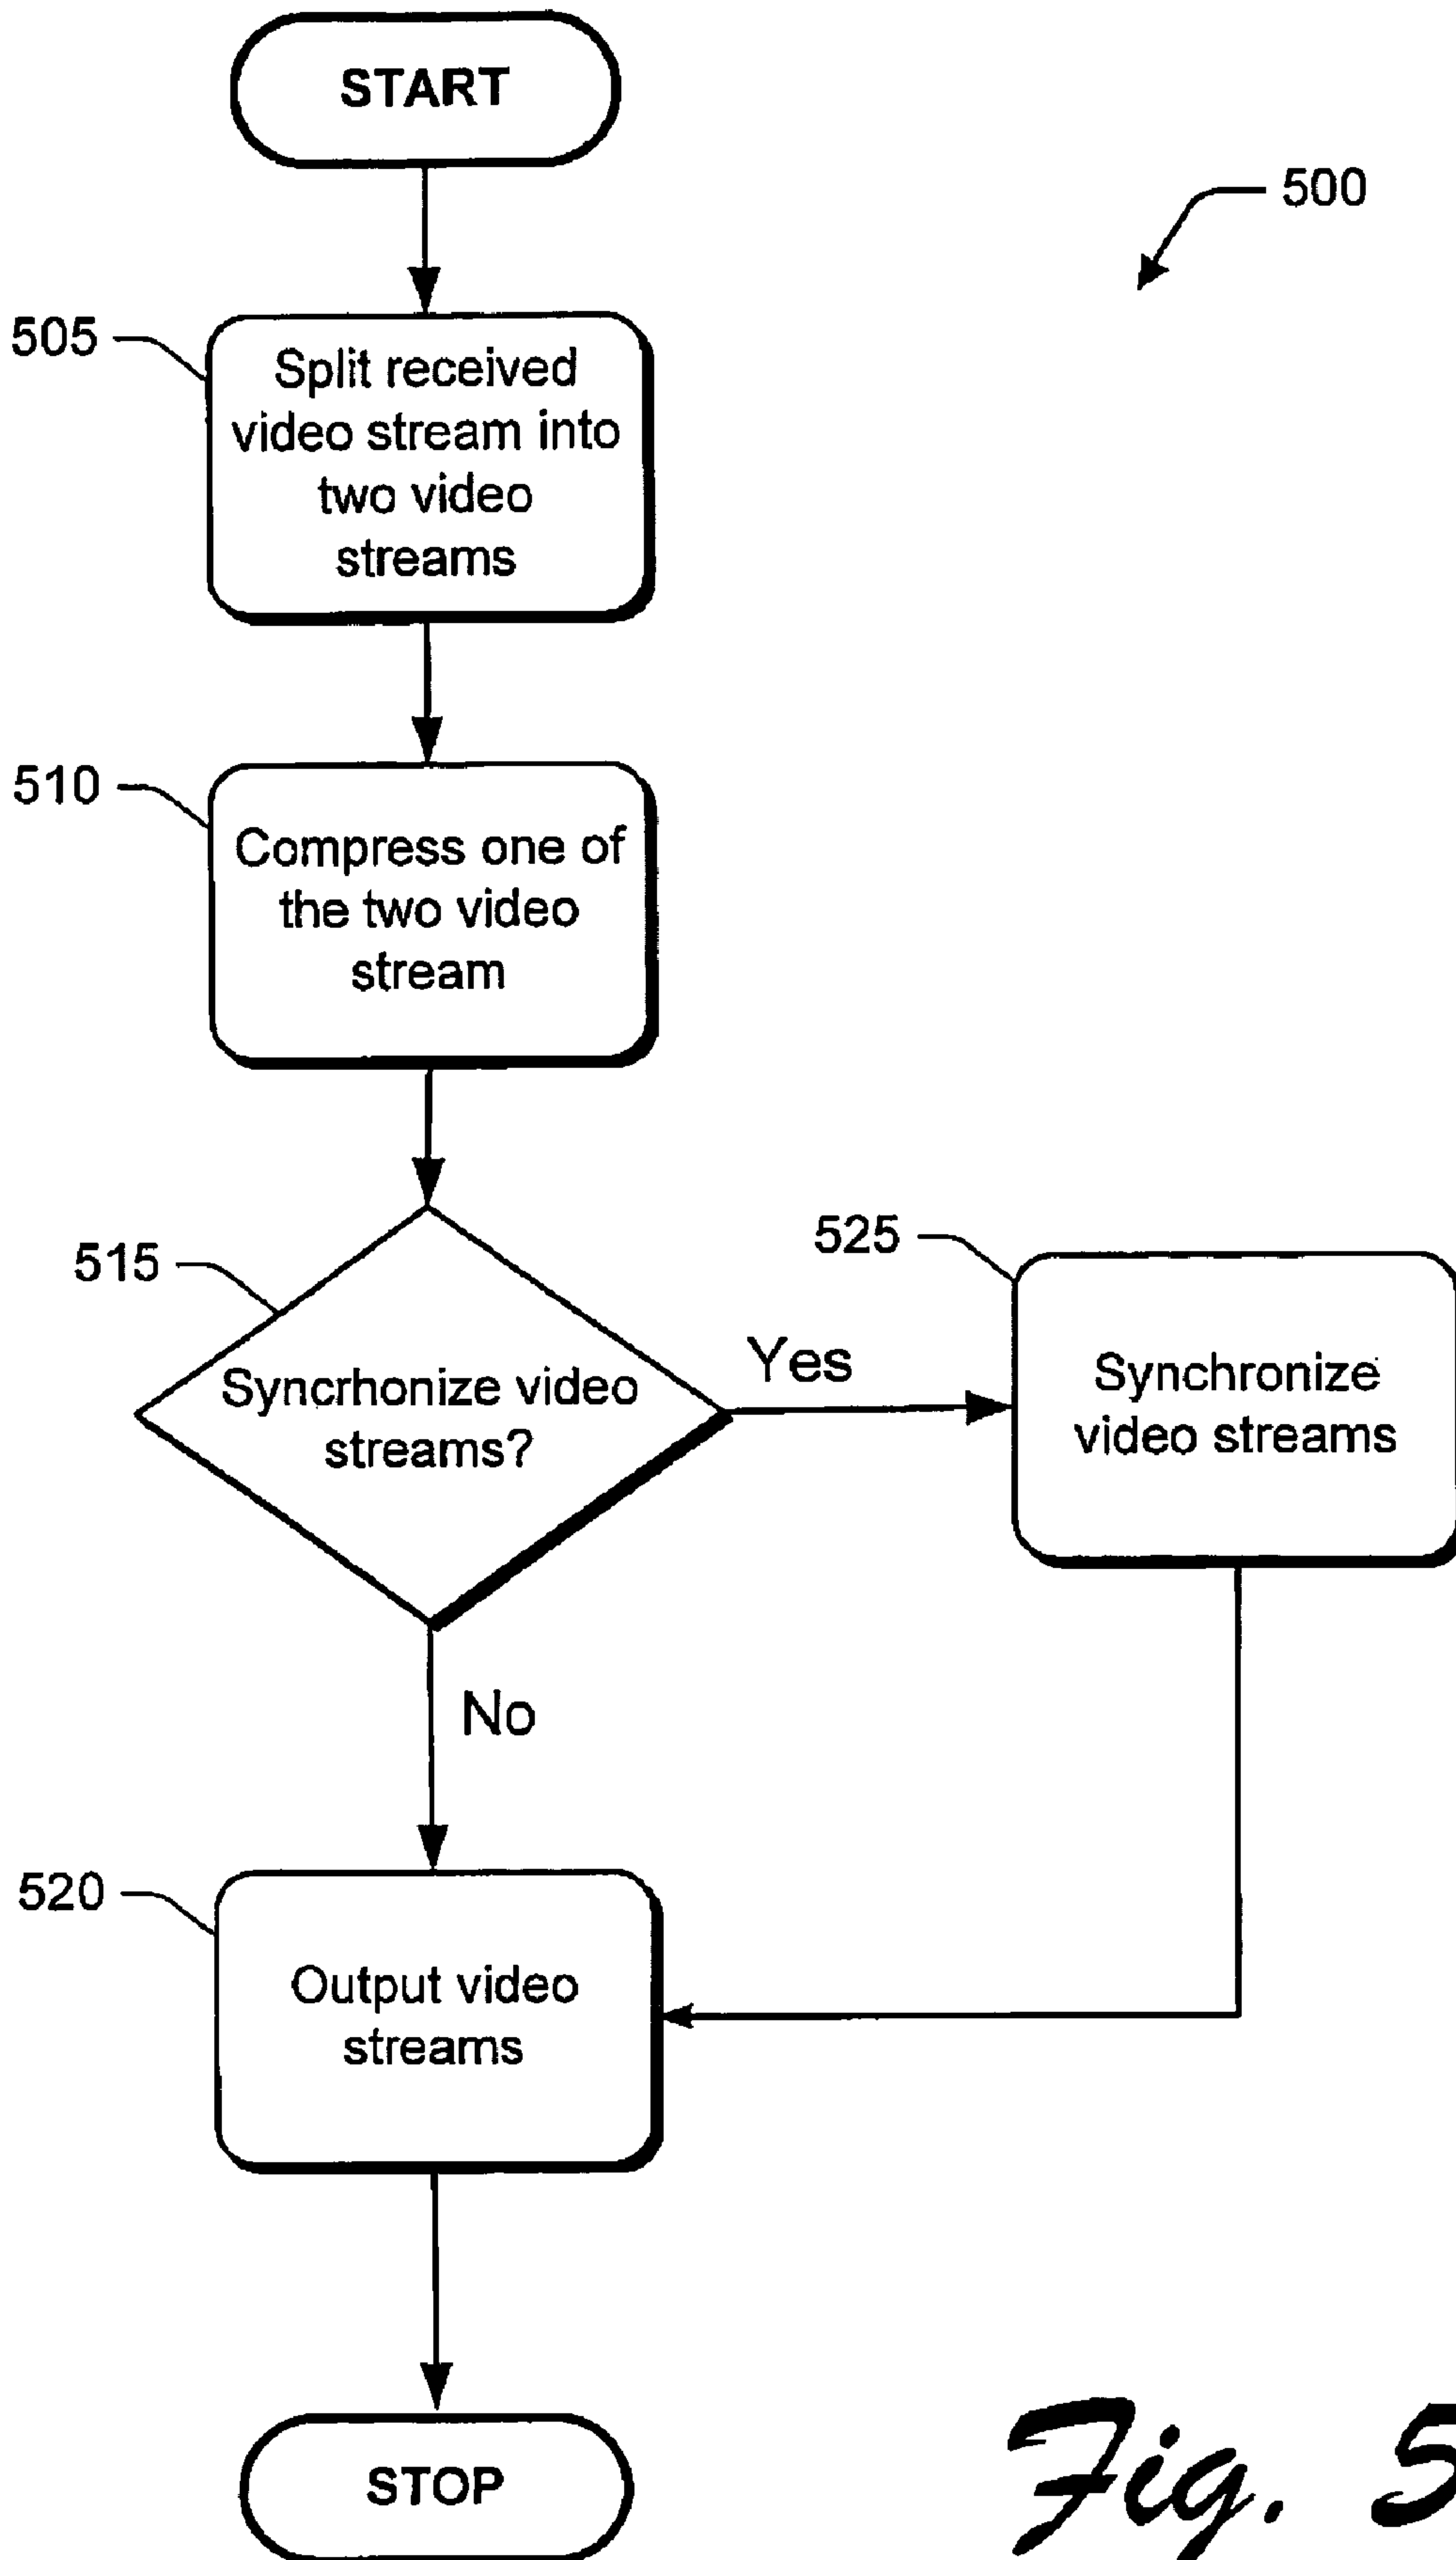 START
500
505
Split received
video stream into
two video
streams
510
Compress one of
the two video
stream
515
Syncrhonize video
streams?
Yes
525
Synchronize
video streams
No
520
Output video
streams
STOP
Fig. 5